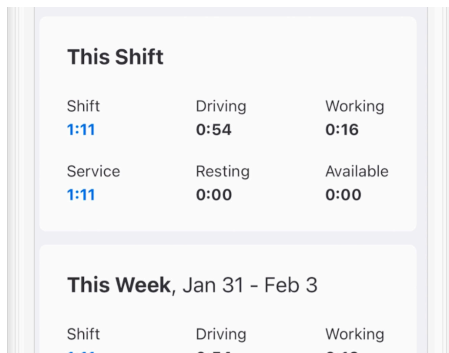 This Shift
Shift Driving Working
1:11 0:54 0:16
Service Resting Available
1:11 0:00 0:00
This Week, Jan 31 - Feb 3
Shift Driving Working